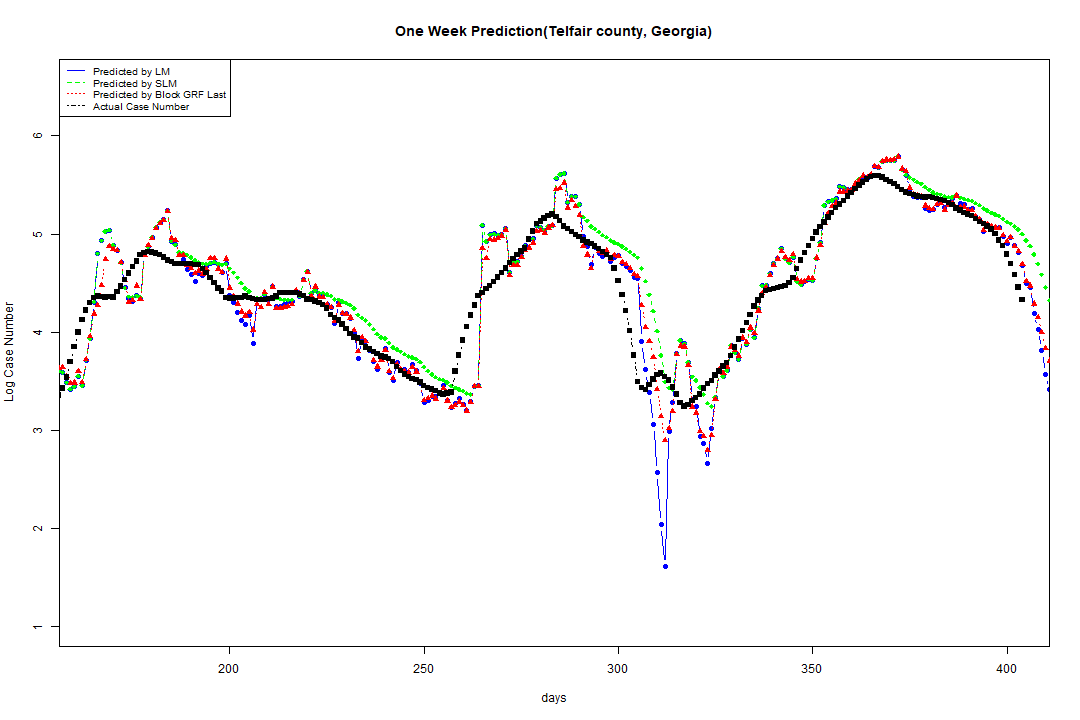 One Week Prediction(Telfair county, Georgia)
Predicted by LM
Predicted by SLM
Predicted by Block GRF Last
Actual Case Number
Log Case Number
6
5
4
3
2
1
200 250 300 350 400
days